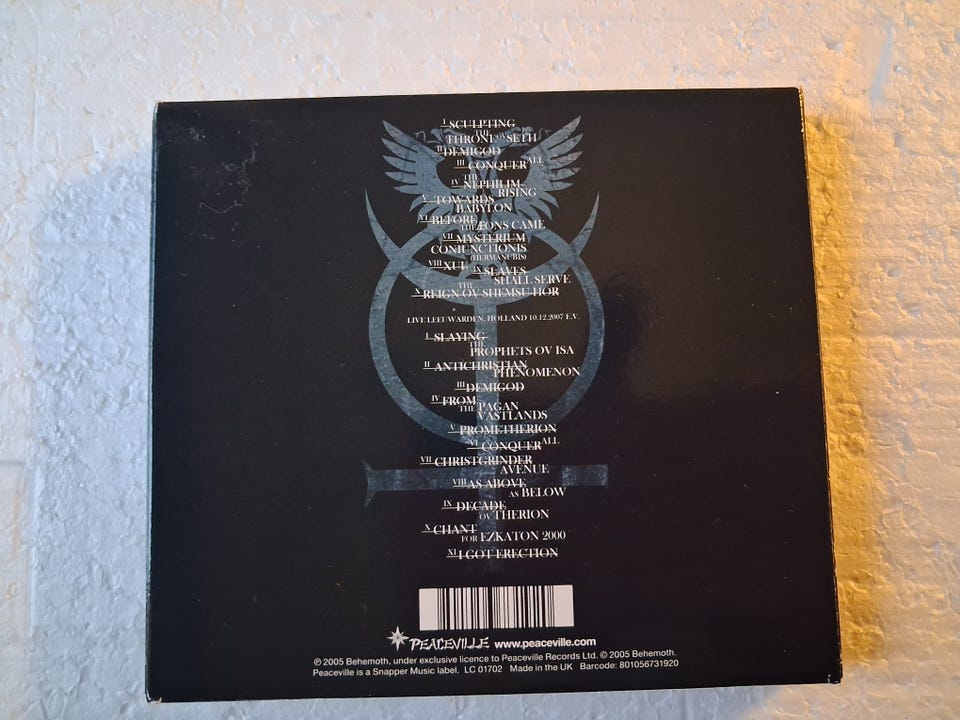 I SCULPTING
THE
THRONE OV SETH
II DEMIGOD
III CONQUER ALL
IV THE NEPHILIM
RISING
V TOWARDS
BABYLON
VI BEFORE
THE ÆONS CAME
VII MYSTERIUM
CONIUNCTIONIS
(HERMANUBIS)
VIII XUL
IX SLAVES
SHALL SERVE
THE
X REIGN OV SHEMSU-HOR
LIVE LEEUWARDEN, HOLLAND 10.12.2007 E.V.
I SLAYING
THE
PROPHETS OV ISA
II ANTICHRISTIAN
PHENOMENON
III DEMIGOD
IV FROM
THE PAGAN
VASTLANDS
V PROMETHERION
VI CONQUER ALL
VII CHRISTGRINDER
AVENUE
VIII AS ABOVE
AS BELOW
IX DECADE
OV THERION
X CHANT
FOR EZKATON 2000
XI I GOT ERECTION
PEACEVILLE www.peaceville.com
℗ 2005 Behemoth, under exclusive licence to Peaceville Records Ltd. © 2005 Behemoth.
Peaceville is a Snapper Music label. LC 01702 Made in the UK Barcode: 801056731920